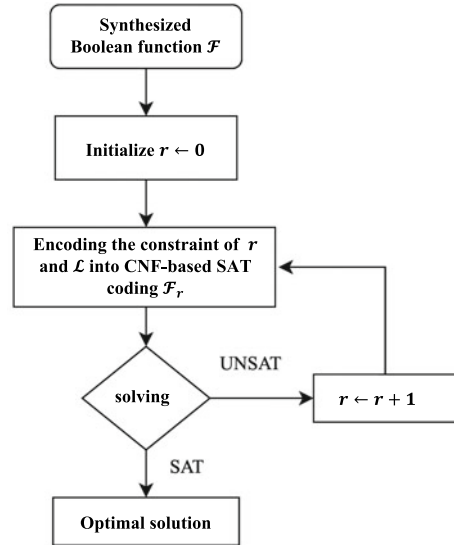 Synthesized
Boolean function ℱ
Initialize r ← 0
Encoding the constraint of r
and ℒ into CNF-based SAT
coding ℱᵣ
UNSAT
solving
r ← r + 1
SAT
Optimal solution